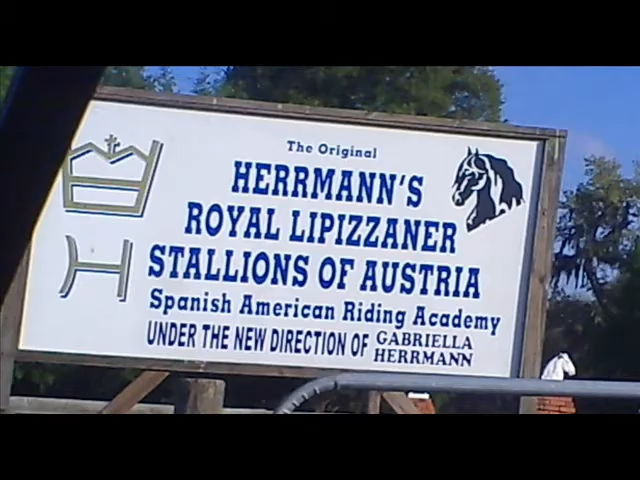 The Original
HERRMANN'S
ROYAL LIPIZZANER
STALLIONS OF AUSTRIA
Spanish American Riding Academy
UNDER THE NEW DIRECTION OF GABRIELLA HERRMANN